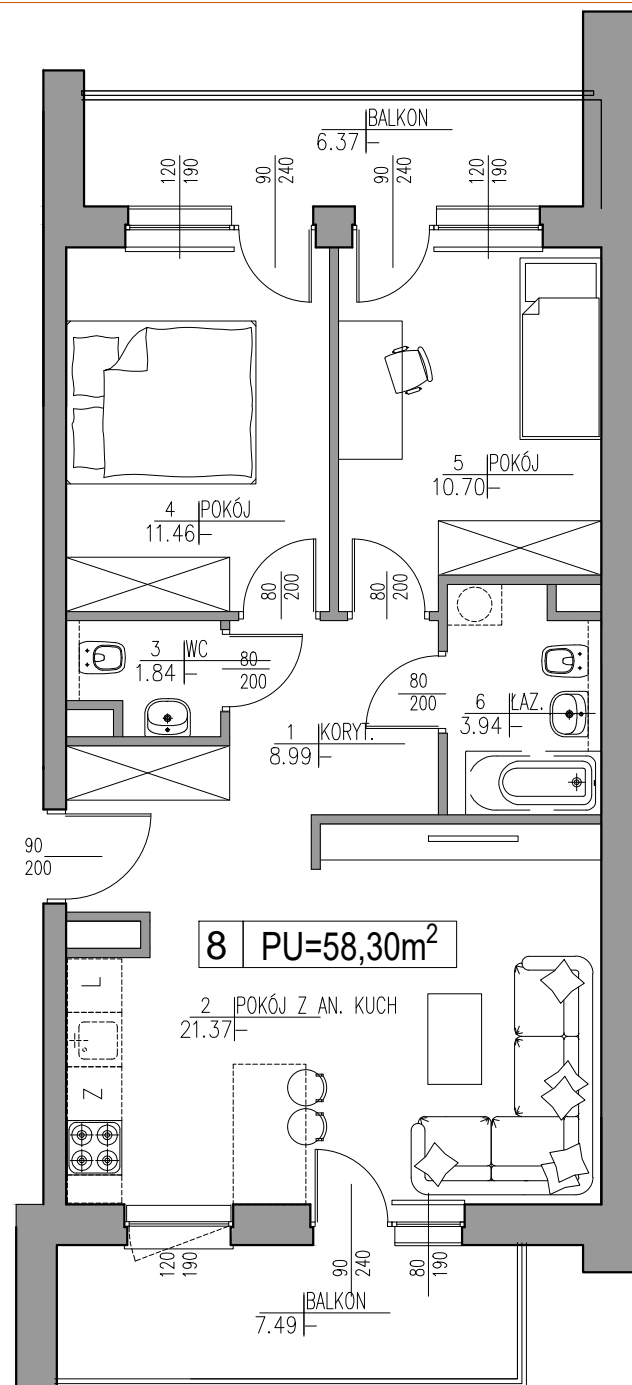 BALKON
6.37
120
190
90
240
90
240
120
190
5 POKÓJ
10.70
4 POKÓJ
11.46
80
200
80
200
3 WC
1.84
80
200
80
200
6 ŁAZ.
3.94
1 KORYT.
8.99
90
200
8 PU=58,30m²
L
2 POKÓJ Z AN. KUCH
21.37
Z
120
190
90
240
80
190
BALKON
7.49